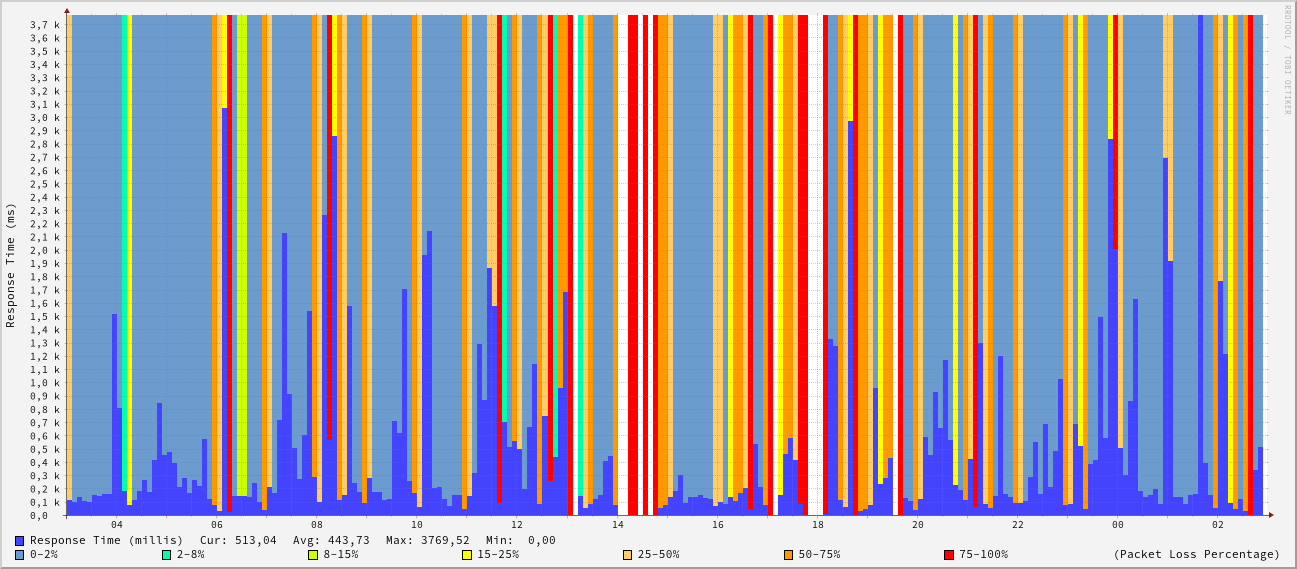 RRDTOOL / TOBI OETIKER
Response Time (ms)
3,7 k
3,6 k
3,5 k
3,4 k
3,3 k
3,2 k
3,1 k
3,0 k
2,9 k
2,8 k
2,7 k
2,6 k
2,5 k
2,4 k
2,3 k
2,2 k
2,1 k
2,0 k
1,9 k
1,8 k
1,7 k
1,6 k
1,5 k
1,4 k
1,3 k
1,2 k
1,1 k
1,0 k
0,9 k
0,8 k
0,7 k
0,6 k
0,5 k
0,4 k
0,3 k
0,2 k
0,1 k
0,0
04 06 08 10 12 14 16 18 20 22 00 02
Response Time (millis) Cur: 513,04 Avg: 443,73 Max: 3769,52 Min: 0,00
0-2% 2-8% 8-15% 15-25% 25-50% 50-75% 75-100% (Packet Loss Percentage)